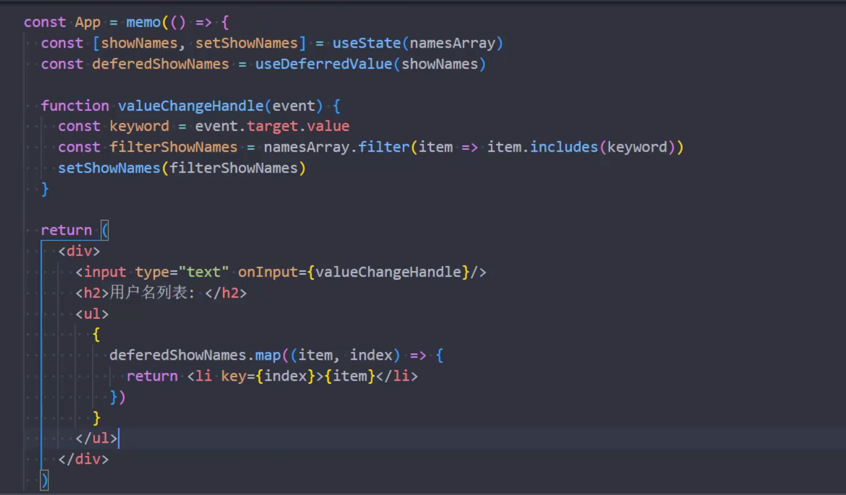 const App = memo(() => {
  const [showNames, setShowNames] = useState(namesArray)
  const deferedShowNames = useDeferredValue(showNames)

  function valueChangeHandle(event) {
    const keyword = event.target.value
    const filterShowNames = namesArray.filter(item => item.includes(keyword))
    setShowNames(filterShowNames)
  }

  return (
    <div>
      <input type="text" onInput={valueChangeHandle}/>
      <h2>用户名列表: </h2>
      <ul>
        {
          deferedShowNames.map((item, index) => {
            return <li key={index}>{item}</li>
          })
        }
      </ul>
    </div>
  )